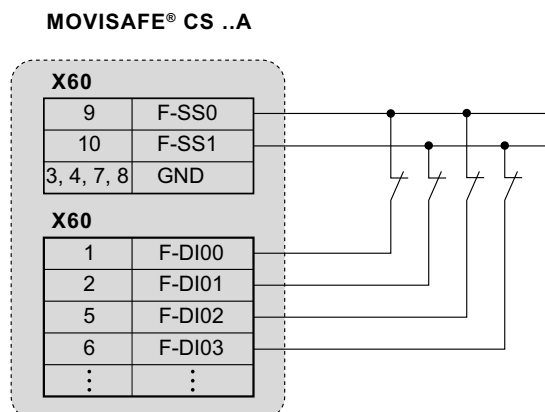 MOVISAFE® CS ..A
X60
9 F-SS0
10 F-SS1
3, 4, 7, 8 GND
X60
1 F-DI00
2 F-DI01
5 F-DI02
6 F-DI03
⋮ ⋮